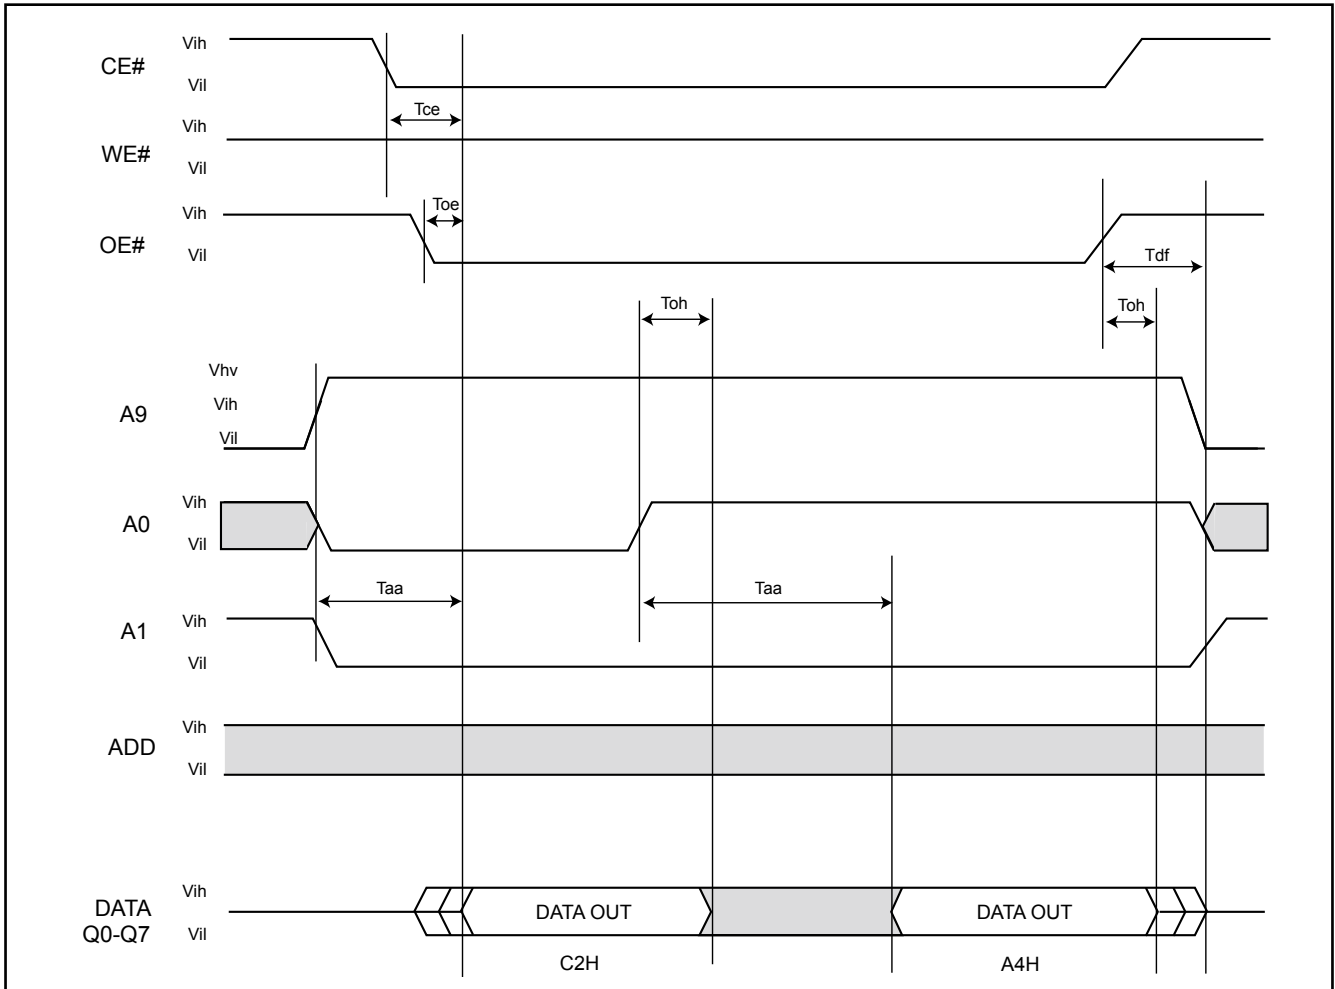 Vih
CE#
Vil
Tce
Vih
WE#
Vil
Toe
Vih
OE#
Vil
Tdf
Toh
Toh
Vhv
Vih
A9
Vil
Vih
A0
Vil
Taa
Taa
Vih
A1
Vil
Vih
ADD
Vil
Vih
DATA
Q0-Q7
Vil
DATA OUT
DATA OUT
C2H
A4H